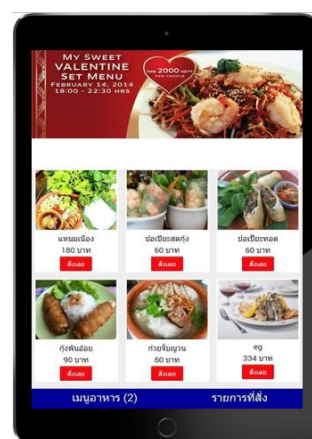 MY SWEET
VALENTINE
SET MENU
FEBRUARY 14, 2014
18:00 - 22:30 HRS
THB 2000 NETT
PER COUPLE
แหนมเนือง
180 บาท
สั่งเลย
ปอเปียะสดกุ้ง
60 บาท
สั่งเลย
ปอเปี๊ยะทอด
60 บาท
สั่งเลย
กุ้งพันอ้อย
90 บาท
สั่งเลย
ก๋วยจั๊บญวน
60 บาท
สั่งเลย
eg
334 บาท
สั่งเลย
เมนูอาหาร (2)
รายการที่สั่ง